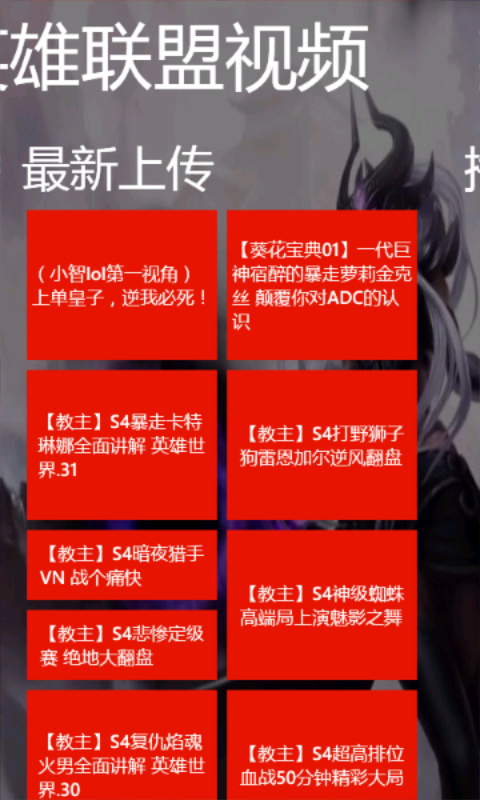 雄联盟视频
最新上传
（小智lol第一视角）
上单皇子，逆我必死！
【葵花宝典01】一代巨
神宿醉的暴走萝莉金克
丝 颠覆你对ADC的认
识
【教主】S4暴走卡特
琳娜全面讲解 英雄世
界.31
【教主】S4打野狮子
狗雷恩加尔逆风翻盘
【教主】S4暗夜猎手
VN 战个痛快
【教主】S4神级蜘蛛
高端局上演魅影之舞
【教主】S4悲惨定级
赛 绝地大翻盘
【教主】S4复仇焰魂
火男全面讲解 英雄世
界.30
【教主】S4超高排位
血战50分钟精彩大局